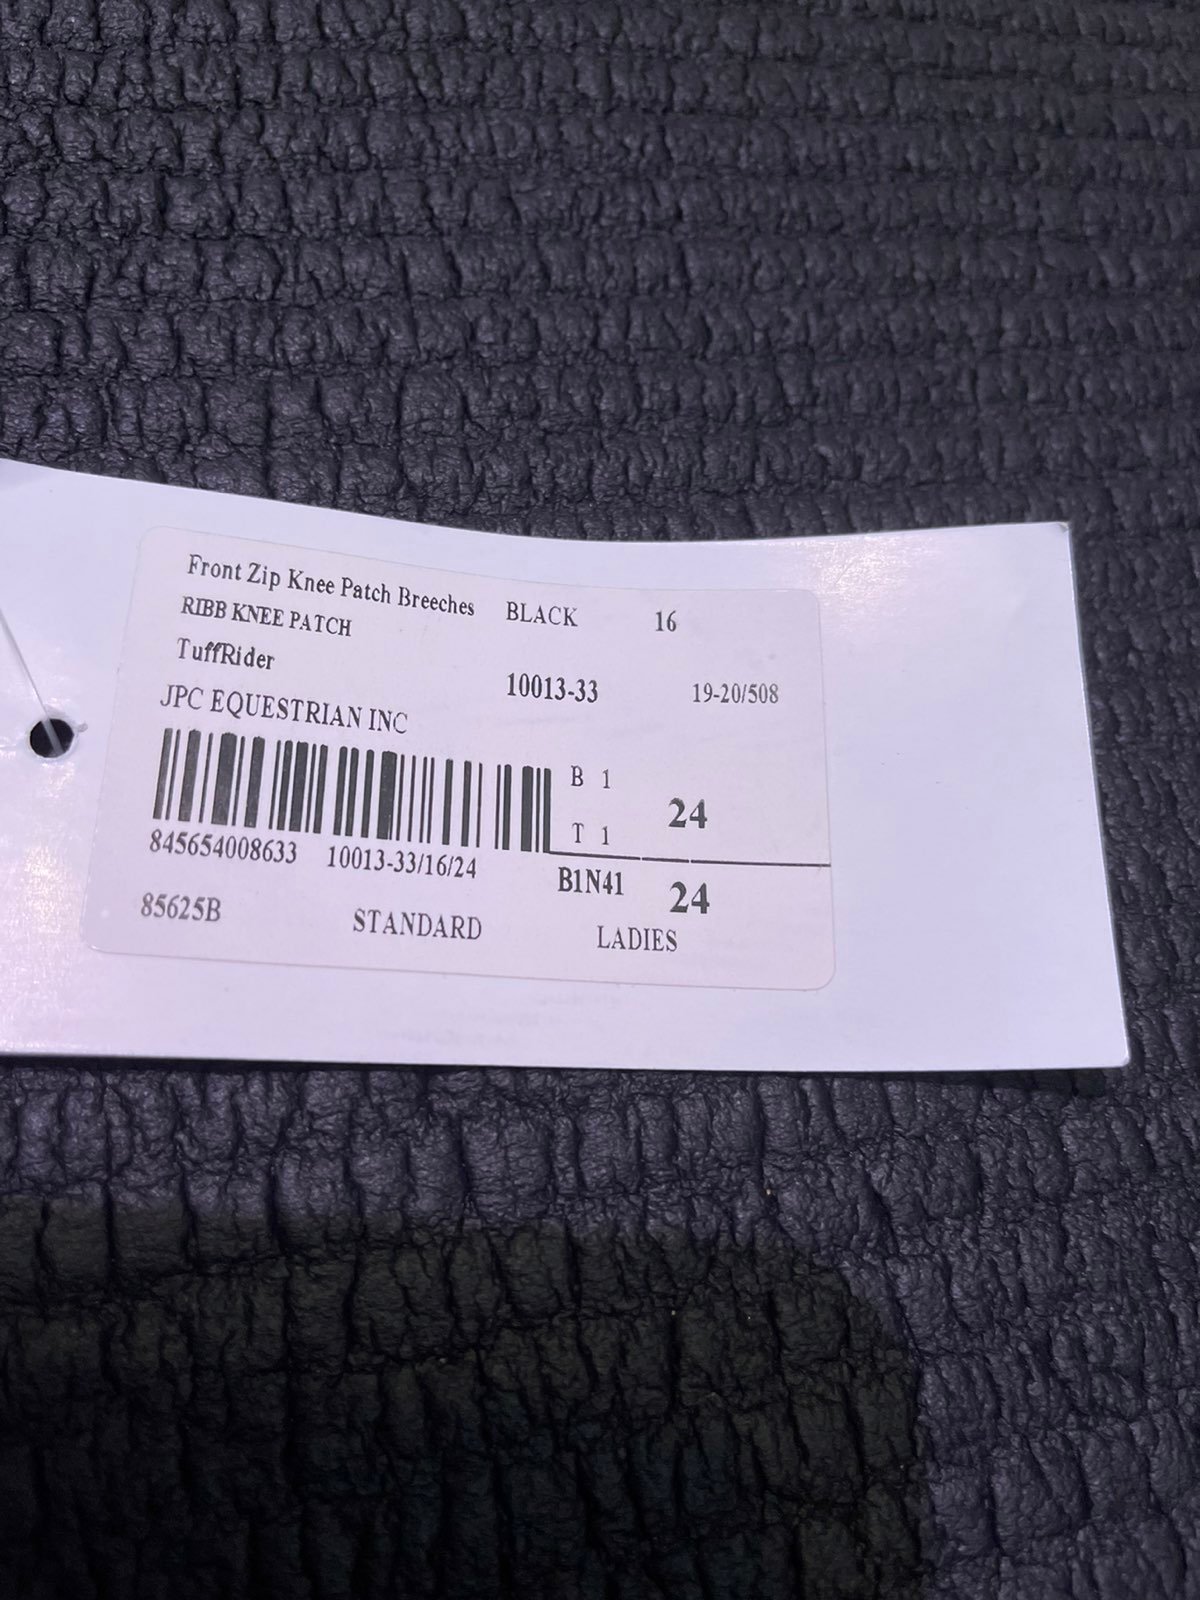 Front Zip Knee Patch Breeches BLACK 16
RIBB KNEE PATCH
TuffRider 10013-33 19-20/508
JPC EQUESTRIAN INC
B 1
24
T 1
845654008633 10013-33/16/24
B1N41 24
85625B STANDARD LADIES